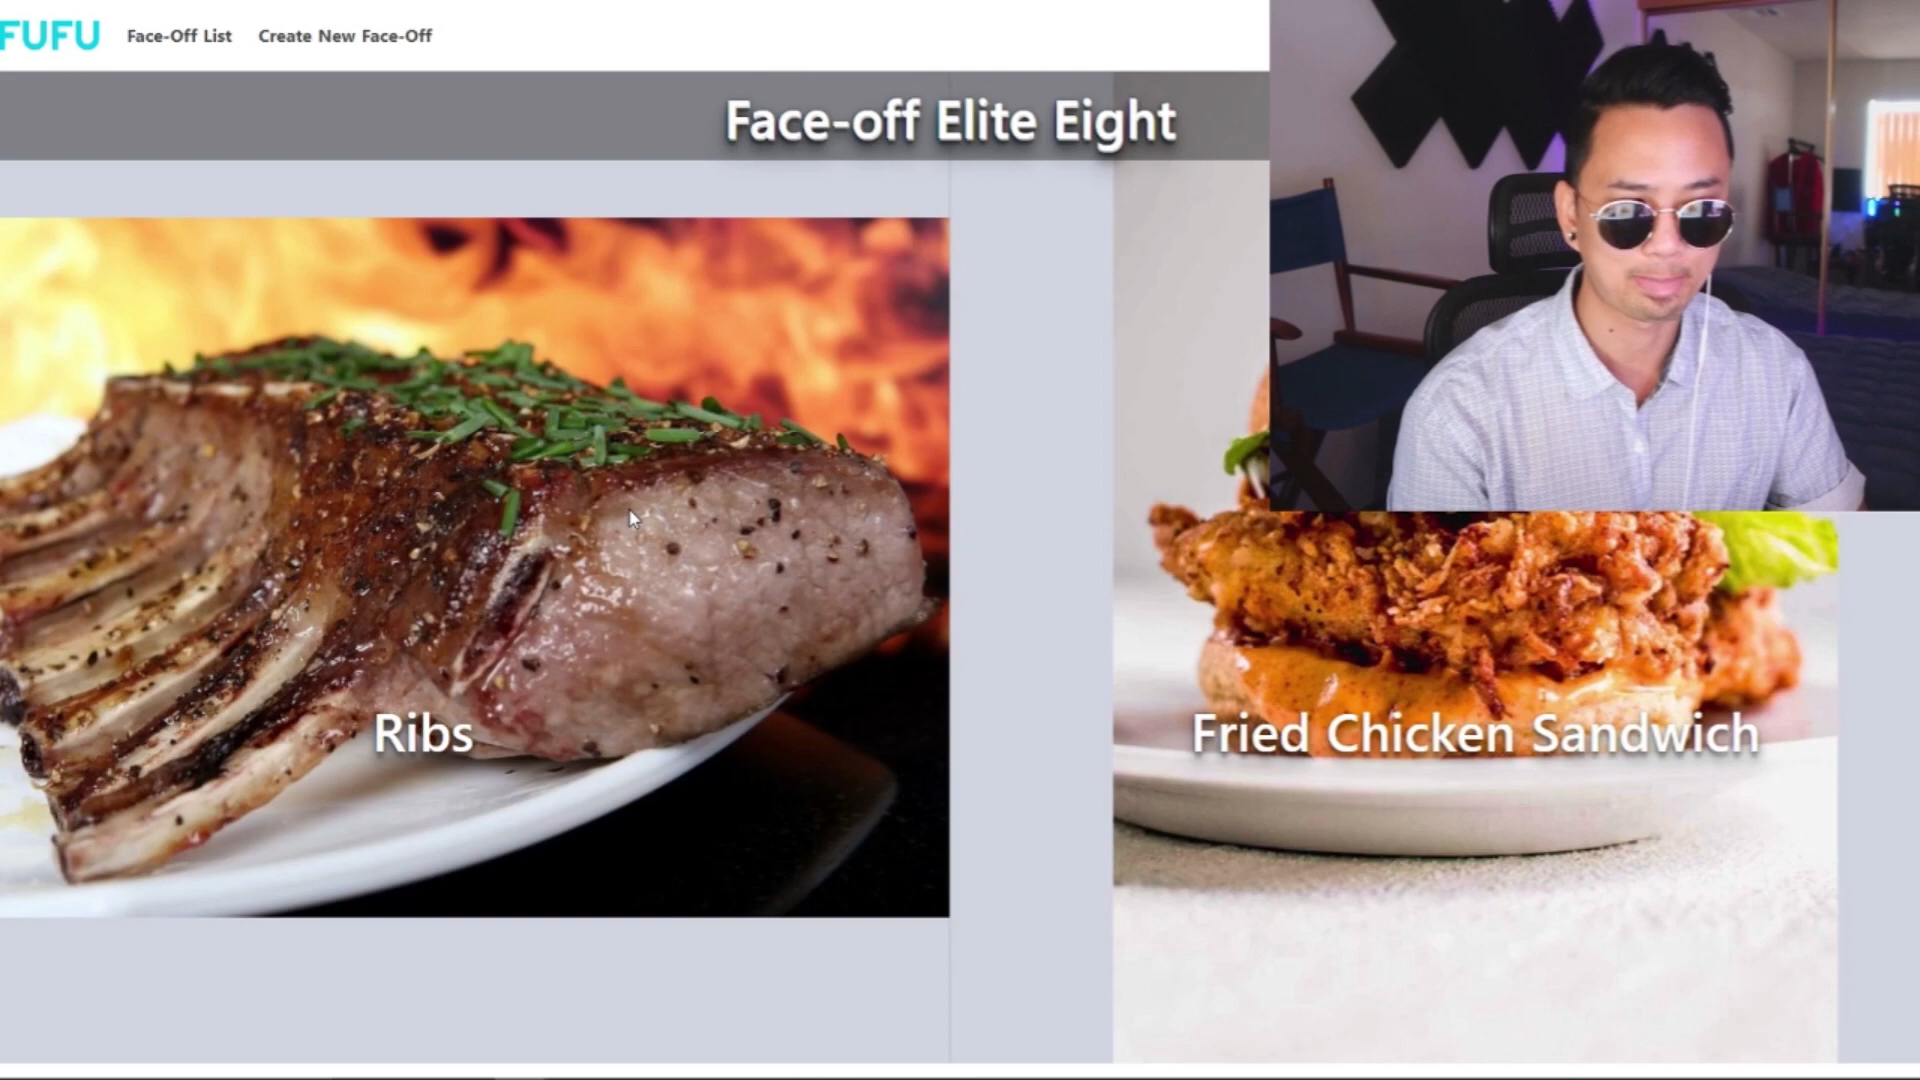 FUFU
Face-Off List
Create New Face-Off
Face-off Elite Eight
Ribs
Fried Chicken Sandwich